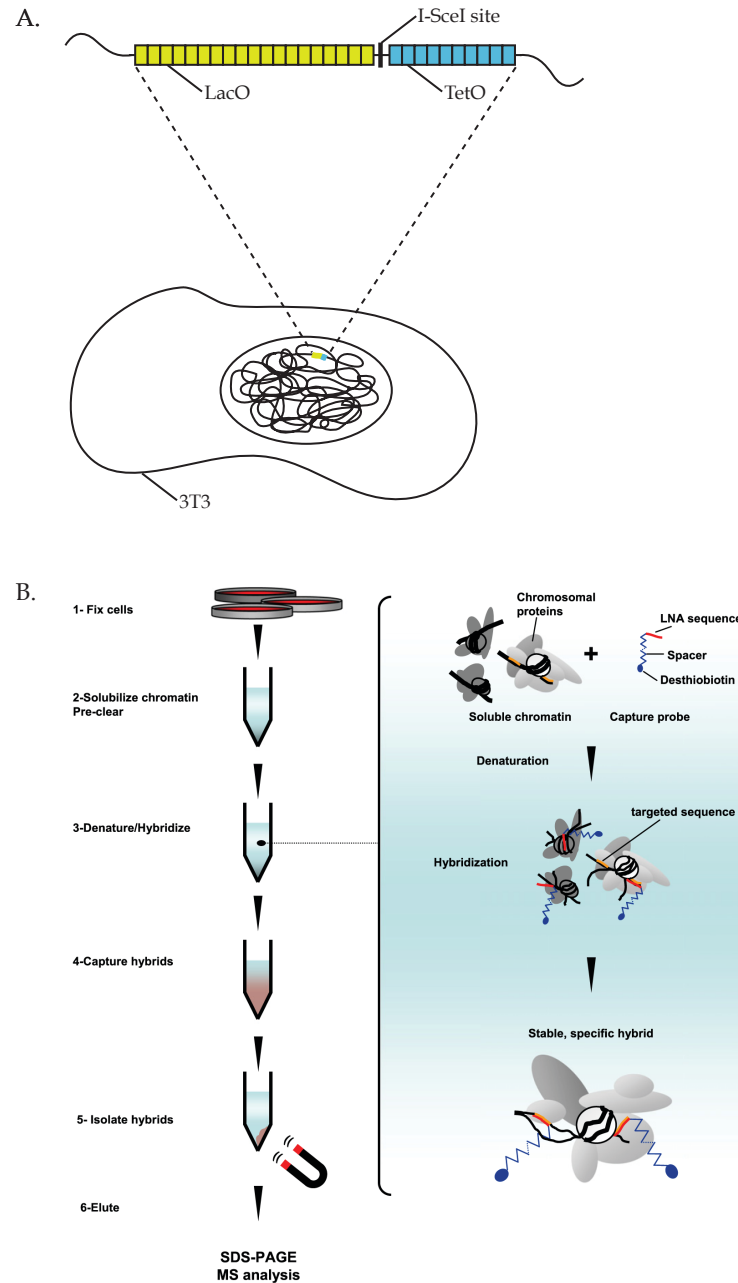 A.
I-SceI site
LacO
TetO
3T3
B.
1- Fix cells
2-Solubilize chromatin
Pre-clear
3-Denature/Hybridize
4-Capture hybrids
5- Isolate hybrids
6-Elute
SDS-PAGE
MS analysis
Chromosomal
proteins
LNA sequence
Spacer
Desthiobiotin
+
Soluble chromatin
Capture probe
Denaturation
targeted sequence
Hybridization
Stable, specific hybrid